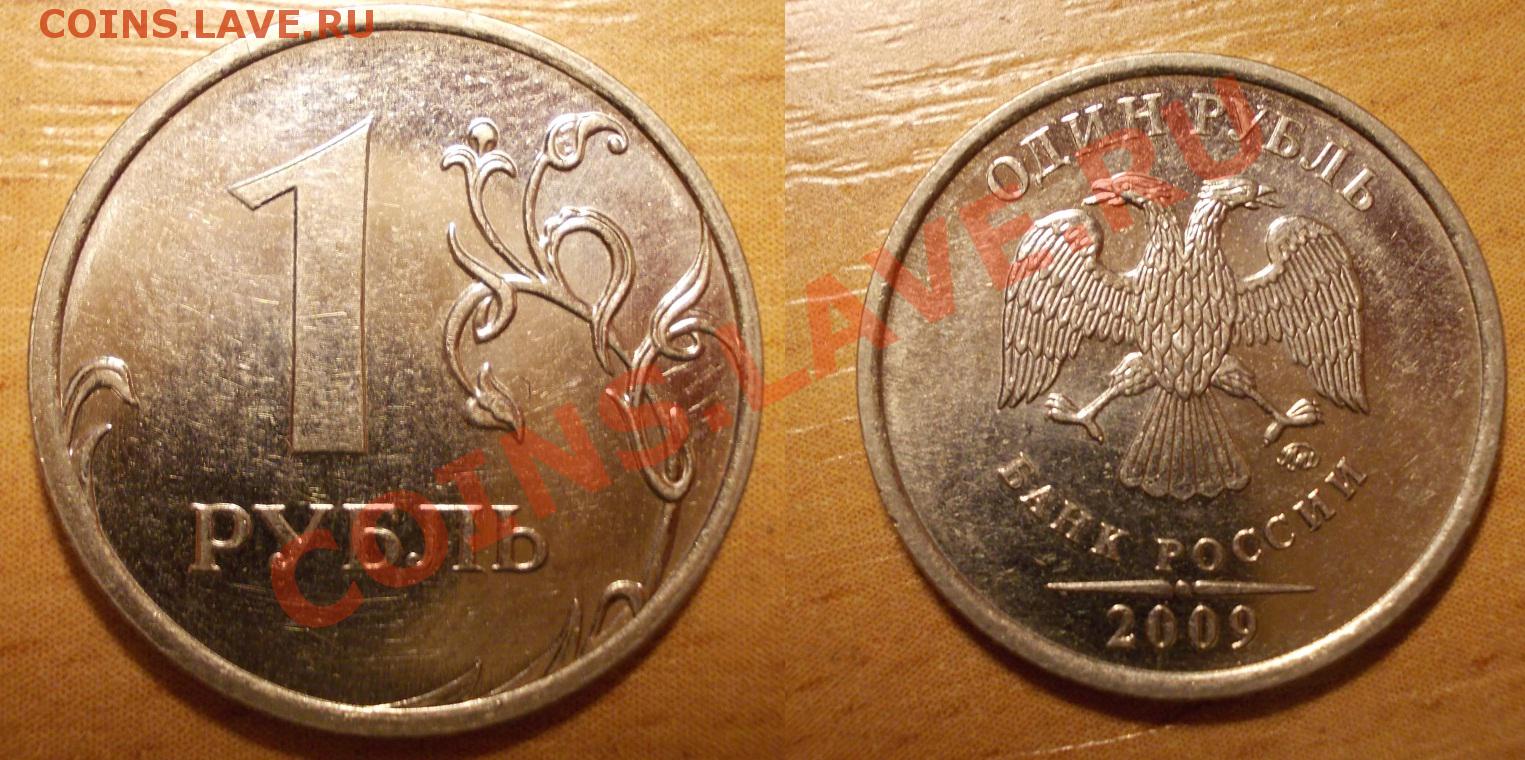 COINS.LAVE.RU
1
РУБЛЬ
ОДИН РУБЛЬ
БАНК РОССИИ
2009
COINS.LAVE.RU